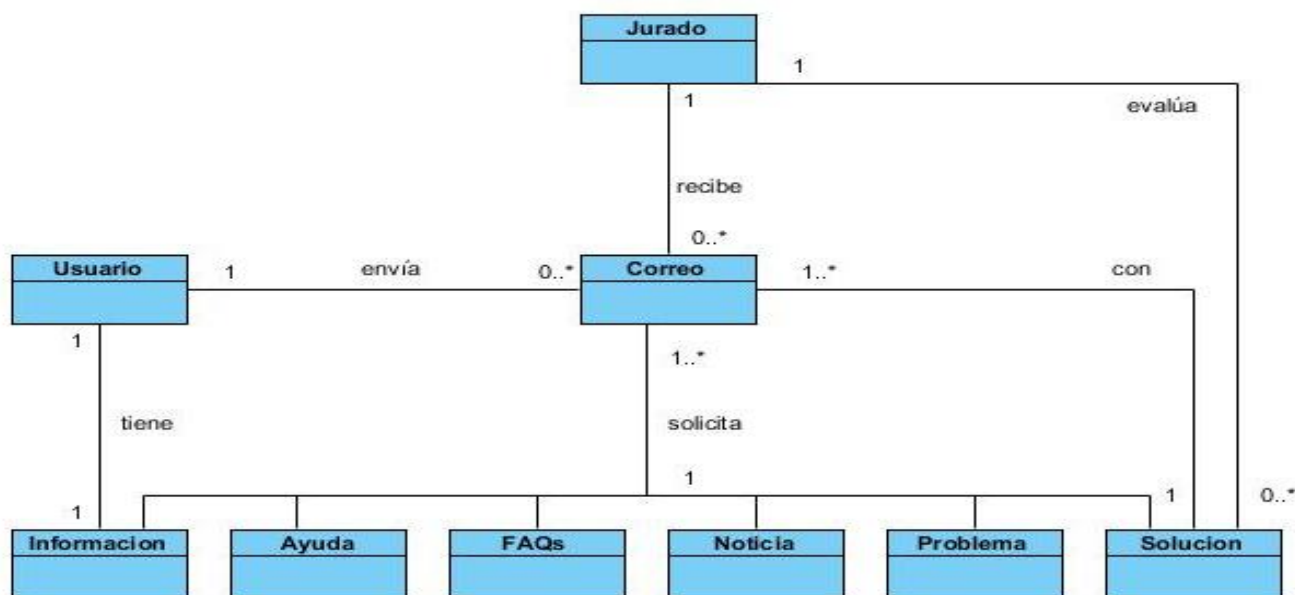 Jurado
1
1
evalúa
recibe
0..*
Usuario
1
envía
0..*
Correo
1..*
con
1
1..*
tiene
solicita
1
1
1
0..*
Informacion
Ayuda
FAQs
Noticia
Problema
Solucion